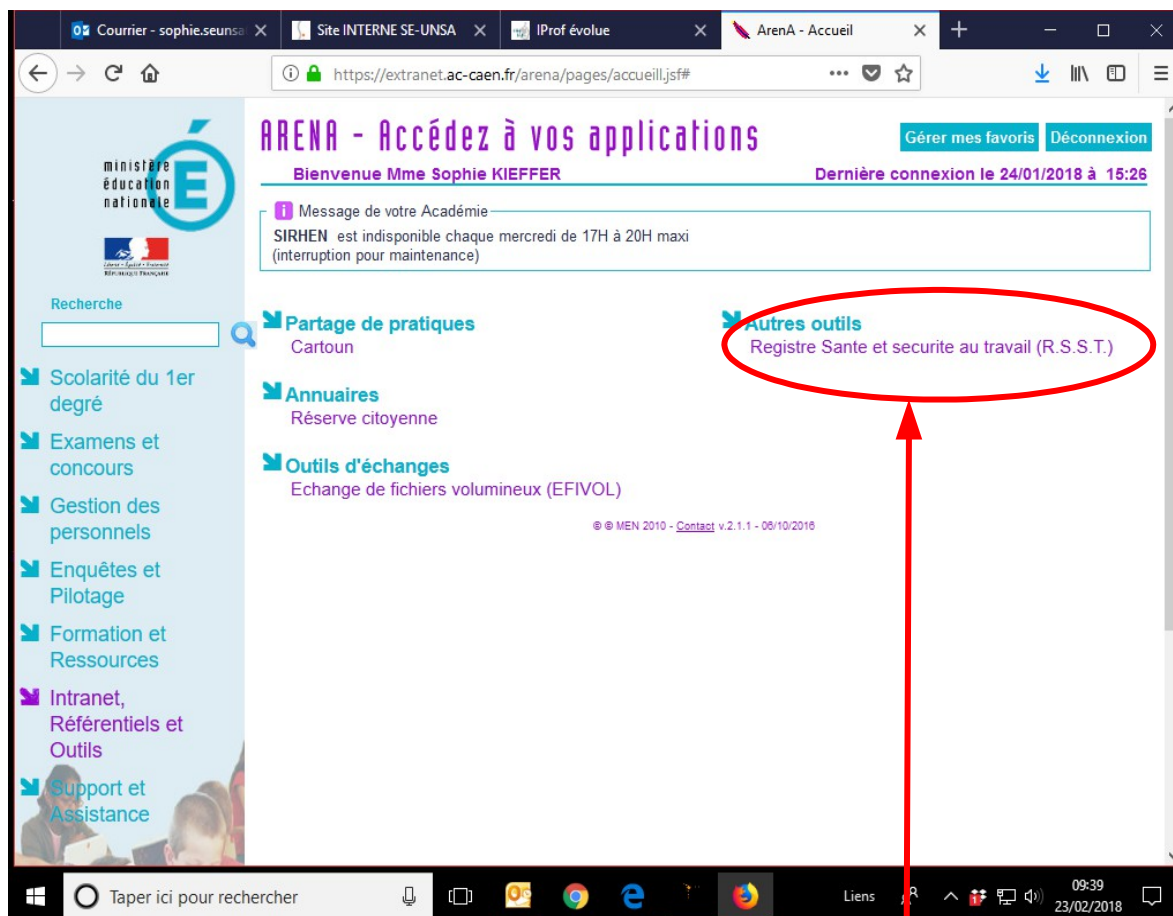 Courrier - sophie.seunsa
Site INTERNE SE-UNSA
IProf évolue
ArenA - Accueil
https://extranet.ac-caen.fr/arena/pages/accueill.jsf#
ministère
éducation
nationale
Liberté • Égalité • Fraternité
RÉPUBLIQUE FRANÇAISE
ARENA - Accédez à vos applications
Gérer mes favoris
Déconnexion
Bienvenue Mme Sophie KIEFFER
Dernière connexion le 24/01/2018 à 15:26
Message de votre Académie
SIRHEN est indisponible chaque mercredi de 17H à 20H maxi
(interruption pour maintenance)
Recherche
Scolarité du 1er
degré
Examens et
concours
Gestion des
personnels
Enquêtes et
Pilotage
Formation et
Ressources
Intranet,
Référentiels et
Outils
Support et
Assistance
Partage de pratiques
Cartoun
Annuaires
Réserve citoyenne
Outils d'échanges
Echange de fichiers volumineux (EFIVOL)
Autres outils
Registre Sante et securite au travail (R.S.S.T.)
© © MEN 2010 - Contact v.2.1.1 - 06/10/2016
Taper ici pour rechercher
Liens
09:39
23/02/2018